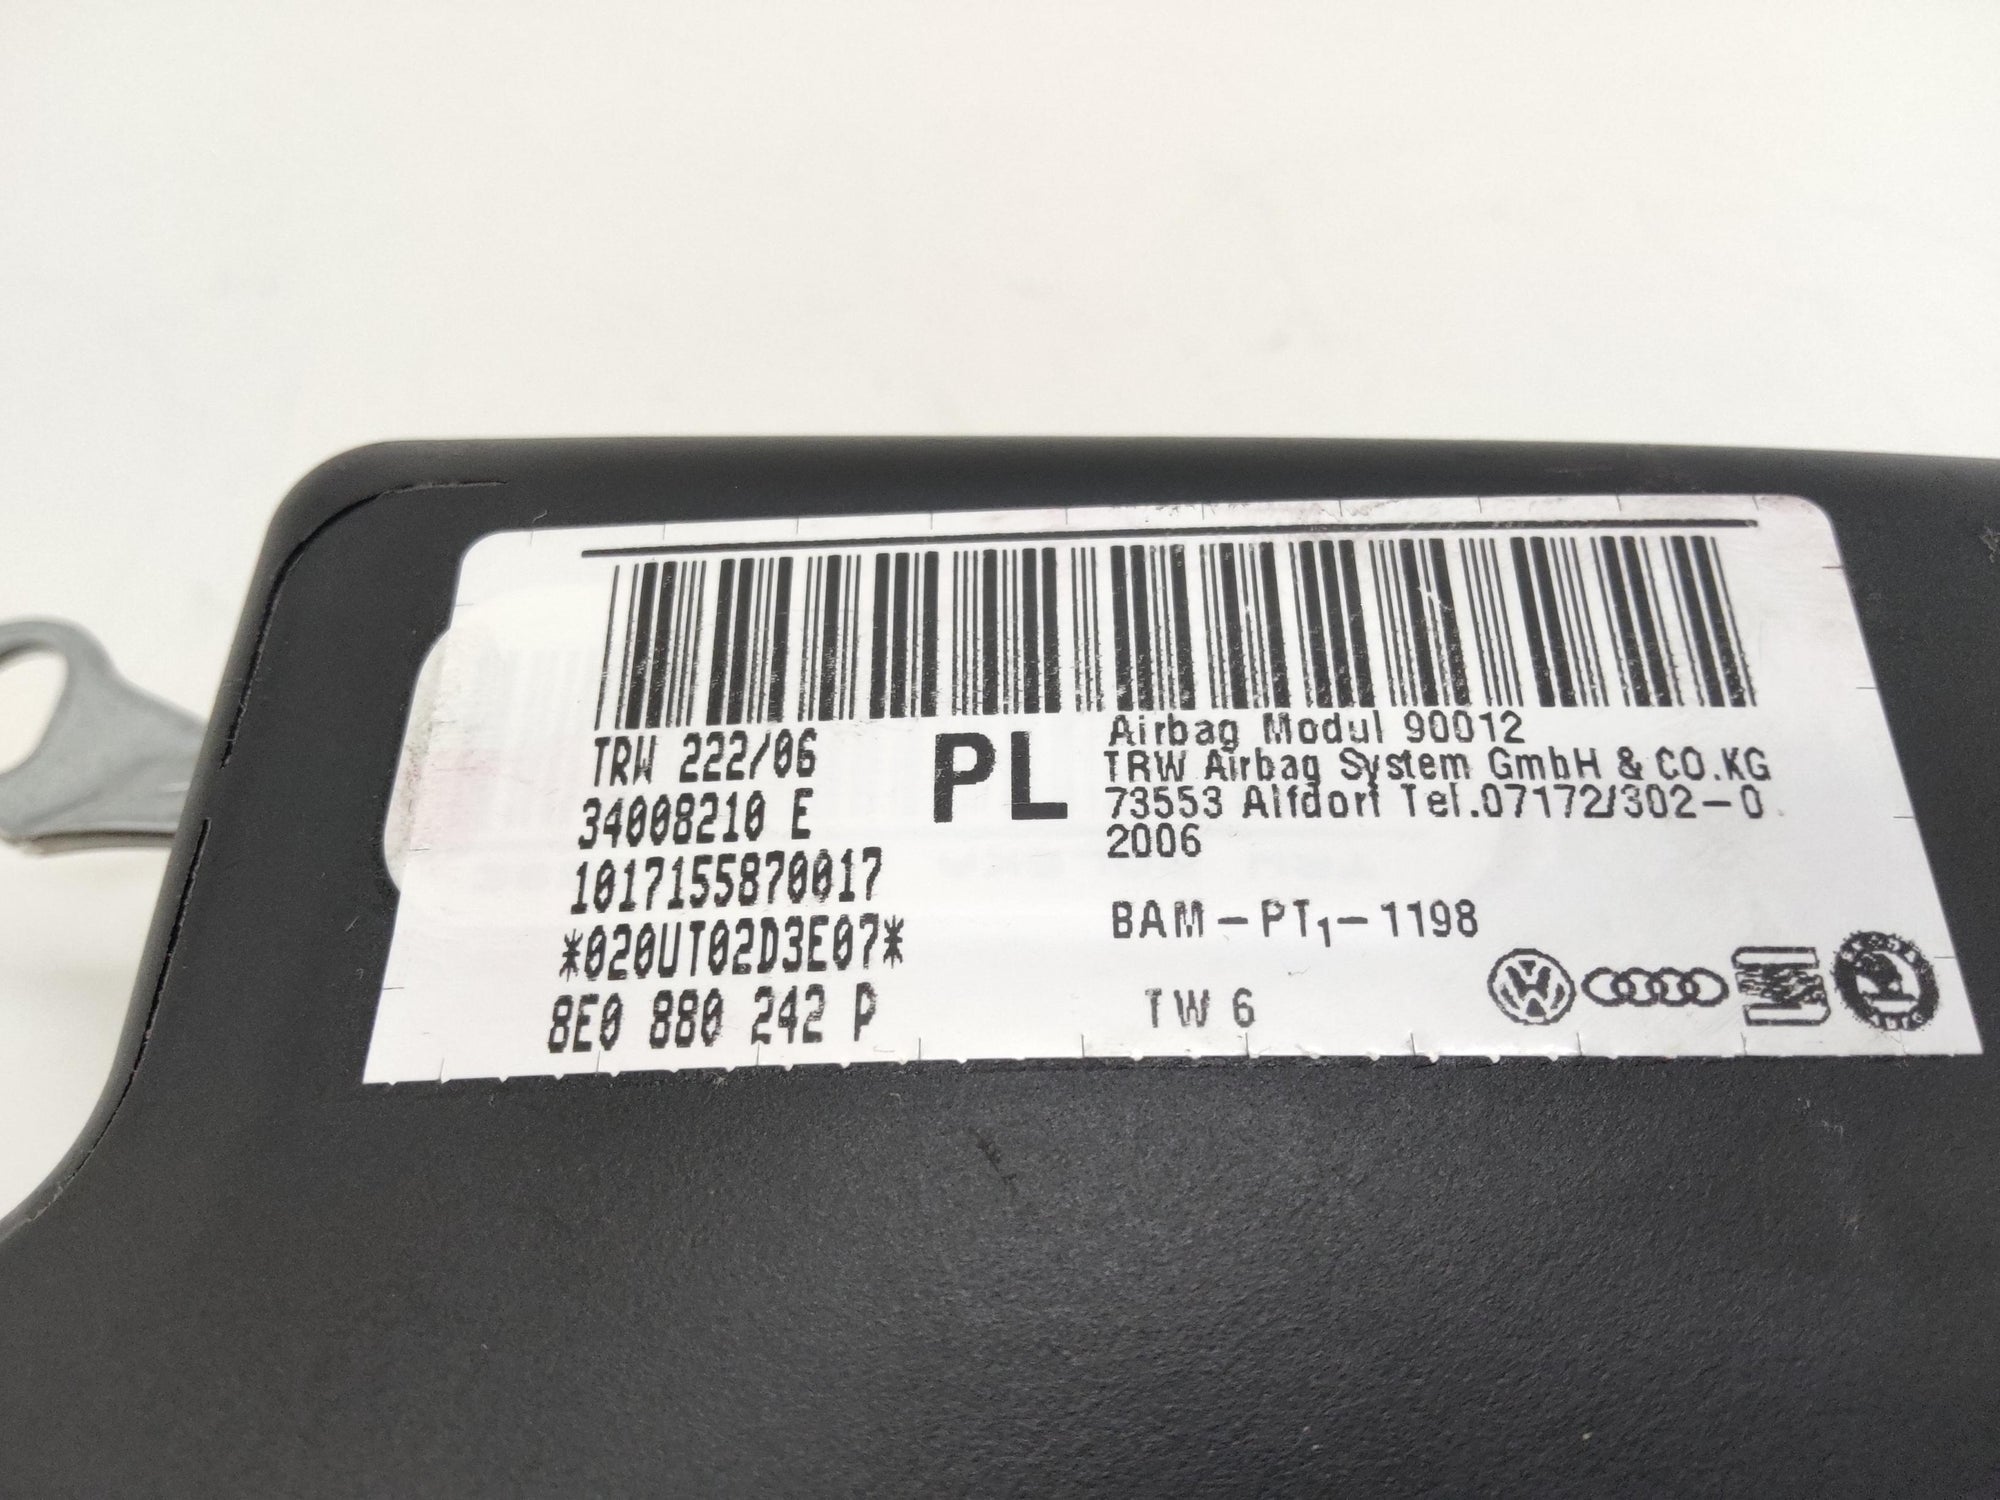 TRW 222/06
34008210 E
1017155870017
*020UT02D3E07*
8E0 880 242 P
PL
Airbag Modul 90012
TRW Airbag System GmbH & CO.KG
73553 Alfdorf Tel.07172/302-0
2006
BAM-PT1-1198
TW 6